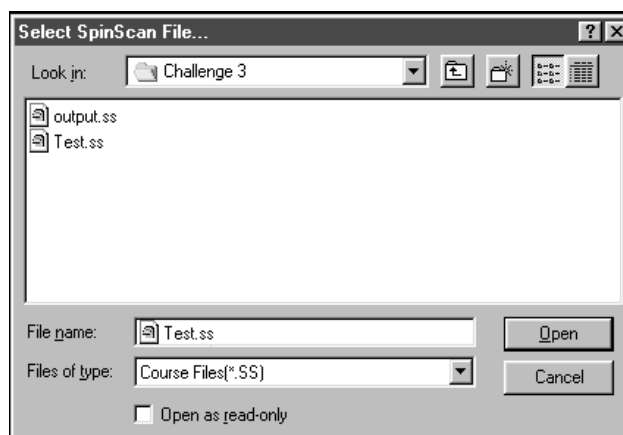 Select SpinScan File...
Look in: Challenge 3
output.ss
Test.ss
File name: Test.ss Open
Files of type: Course Files(*.SS) Cancel
Open as read-only